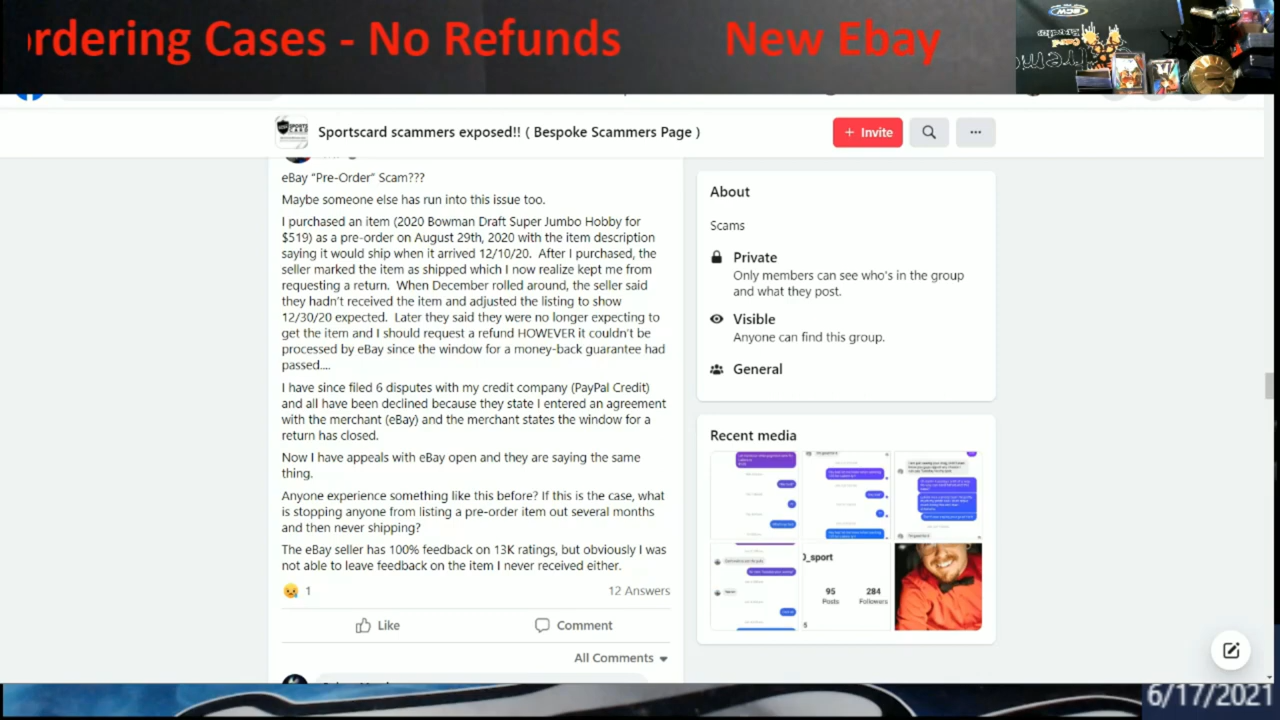 rdering Cases - No Refunds New Ebay
Sportscard scammers exposed!! ( Bespoke Scammers Page )
+ Invite
eBay “Pre-Order” Scam???
Maybe someone else has run into this issue too.
I purchased an item (2020 Bowman Draft Super Jumbo Hobby for
$519) as a pre-order on August 29th, 2020 with the item description
saying it would ship when it arrived 12/10/20. After I purchased, the
seller marked the item as shipped which I now realize kept me from
requesting a return. When December rolled around, the seller said
they hadn't received the item and adjusted the listing to show
12/30/20 expected. Later they said they were no longer expecting to
get the item and I should request a refund HOWEVER it couldn't be
processed by eBay since the window for a money-back guarantee had
passed....
I have since filed 6 disputes with my credit company (PayPal Credit)
and all have been declined because they state I entered an agreement
with the merchant (eBay) and the merchant states the window for a
return has closed.
Now I have appeals with eBay open and they are saying the same
thing.
Anyone experience something like this before? If this is the case, what
is stopping anyone from listing a pre-order item out several months
and then never shipping?
The eBay seller has 100% feedback on 13K ratings, but obviously I was
not able to leave feedback on the item I never received either.
1
12 Answers
Like
Comment
All Comments
About
Scams
Private
Only members can see who's in the group
and what they post.
Visible
Anyone can find this group.
General
Recent media
_sport
95
Posts
284
Followers
6/17/2021